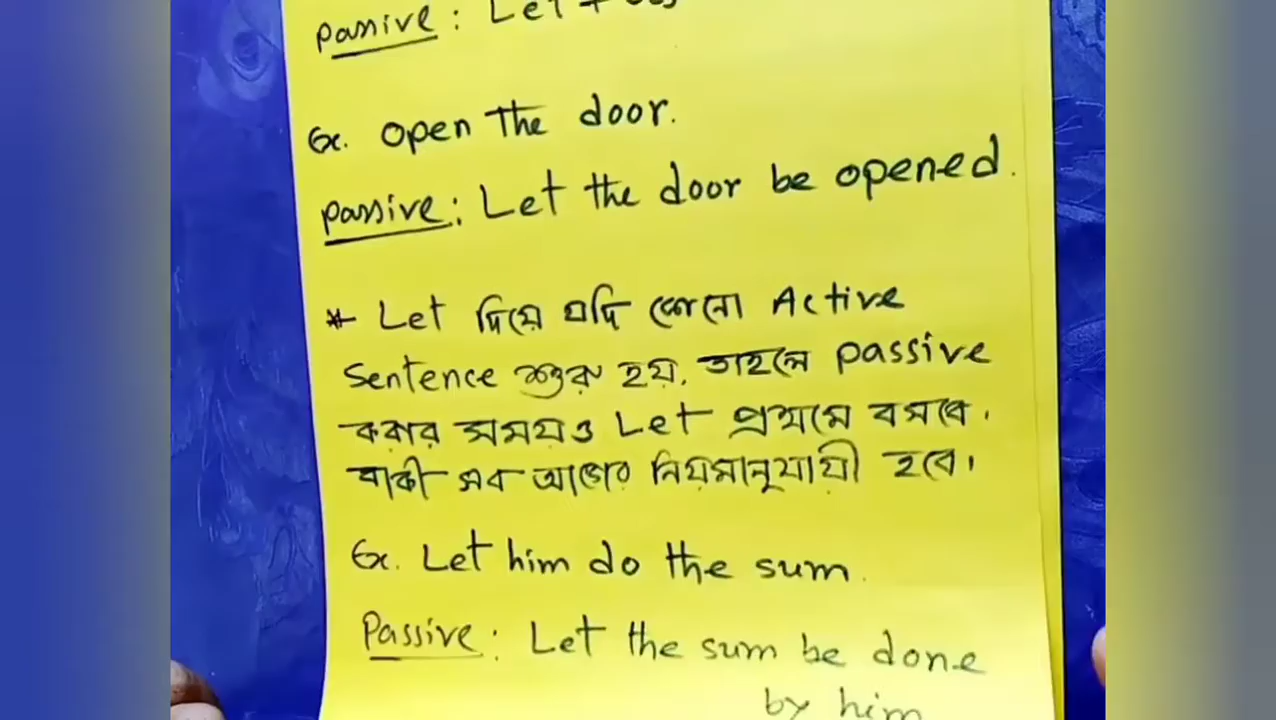 Passive: Let +
Ex. Open The door.
Passive: Let the door be opened.
* Let দিয়ে যদি কোনো Active
Sentence শুরু হয়, তাহলে passive
করার সময়ও Let প্রথমে বসবে।
বাকী সব আগের নিয়মানুযায়ী হবে।
Ex. Let him do the sum.
Passive: Let the sum be done
by him